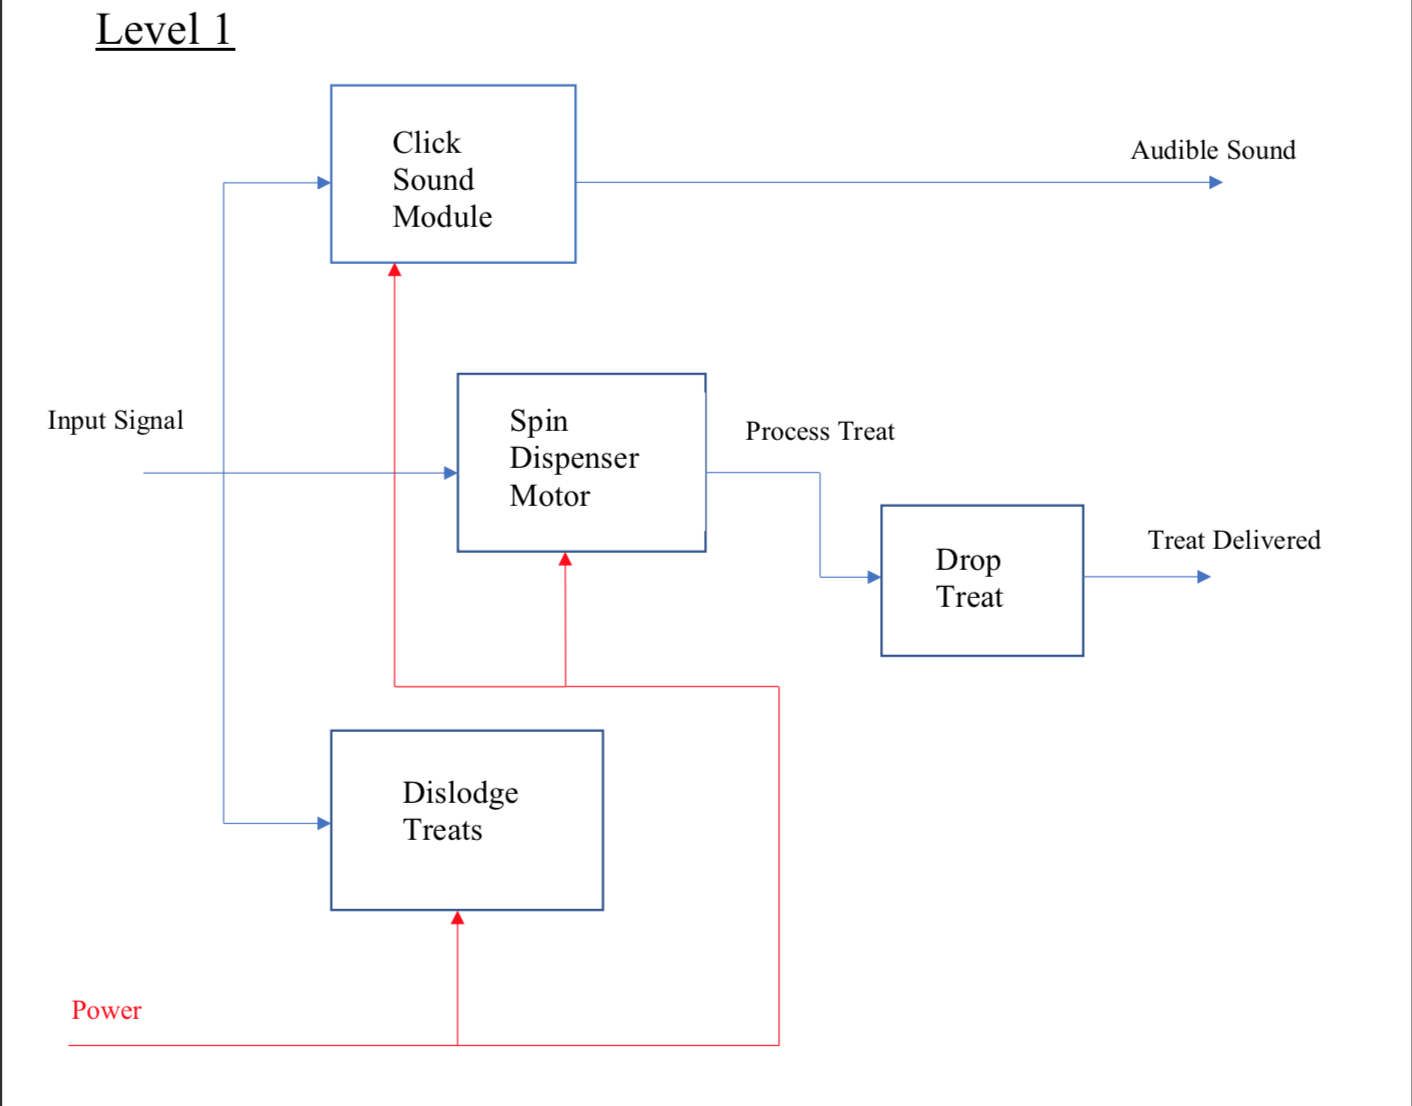 Level 1
Click
Sound
Module
Audible Sound
Input Signal
Spin
Dispenser
Motor
Process Treat
Drop
Treat
Treat Delivered
Dislodge
Treats
Power